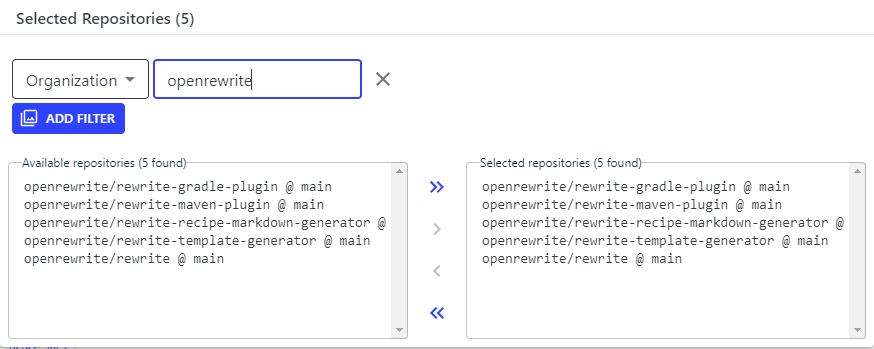 Selected Repositories (5)
Organization
openrewrite
ADD FILTER
Available repositories (5 found)
openrewrite/rewrite-gradle-plugin @ main
openrewrite/rewrite-maven-plugin @ main
openrewrite/rewrite-recipe-markdown-generator @
openrewrite/rewrite-template-generator @ main
openrewrite/rewrite @ main
Selected repositories (5 found)
openrewrite/rewrite-gradle-plugin @ main
openrewrite/rewrite-maven-plugin @ main
openrewrite/rewrite-recipe-markdown-generator @
openrewrite/rewrite-template-generator @ main
openrewrite/rewrite @ main